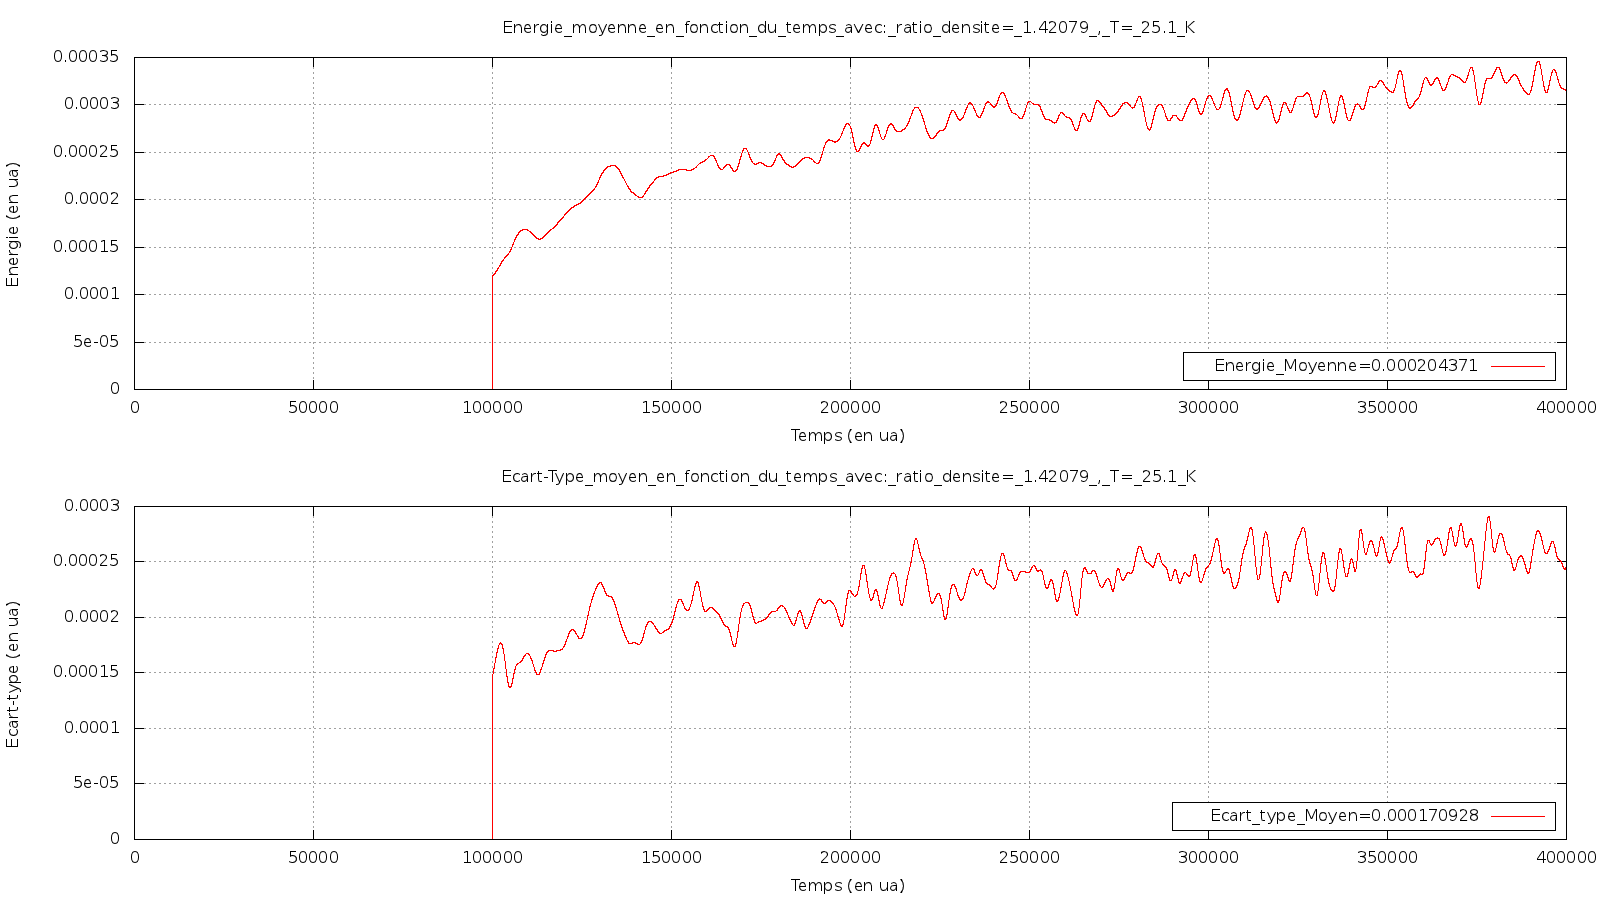 Energie_moyenne_en_fonction_du_temps_avec:_ratio_densite=_1.42079_,_T=_25.1_K
0.00035
0.0003
0.00025
0.0002
0.00015
0.0001
5e-05
0
Energie (en ua)
Energie_Moyenne=0.000204371
0 50000 100000 150000 200000 250000 300000 350000 400000
Temps (en ua)
Ecart-Type_moyen_en_fonction_du_temps_avec:_ratio_densite=_1.42079_,_T=_25.1_K
0.0003
0.00025
0.0002
0.00015
0.0001
5e-05
0
Ecart-type (en ua)
Ecart_type_Moyen=0.000170928
0 50000 100000 150000 200000 250000 300000 350000 400000
Temps (en ua)